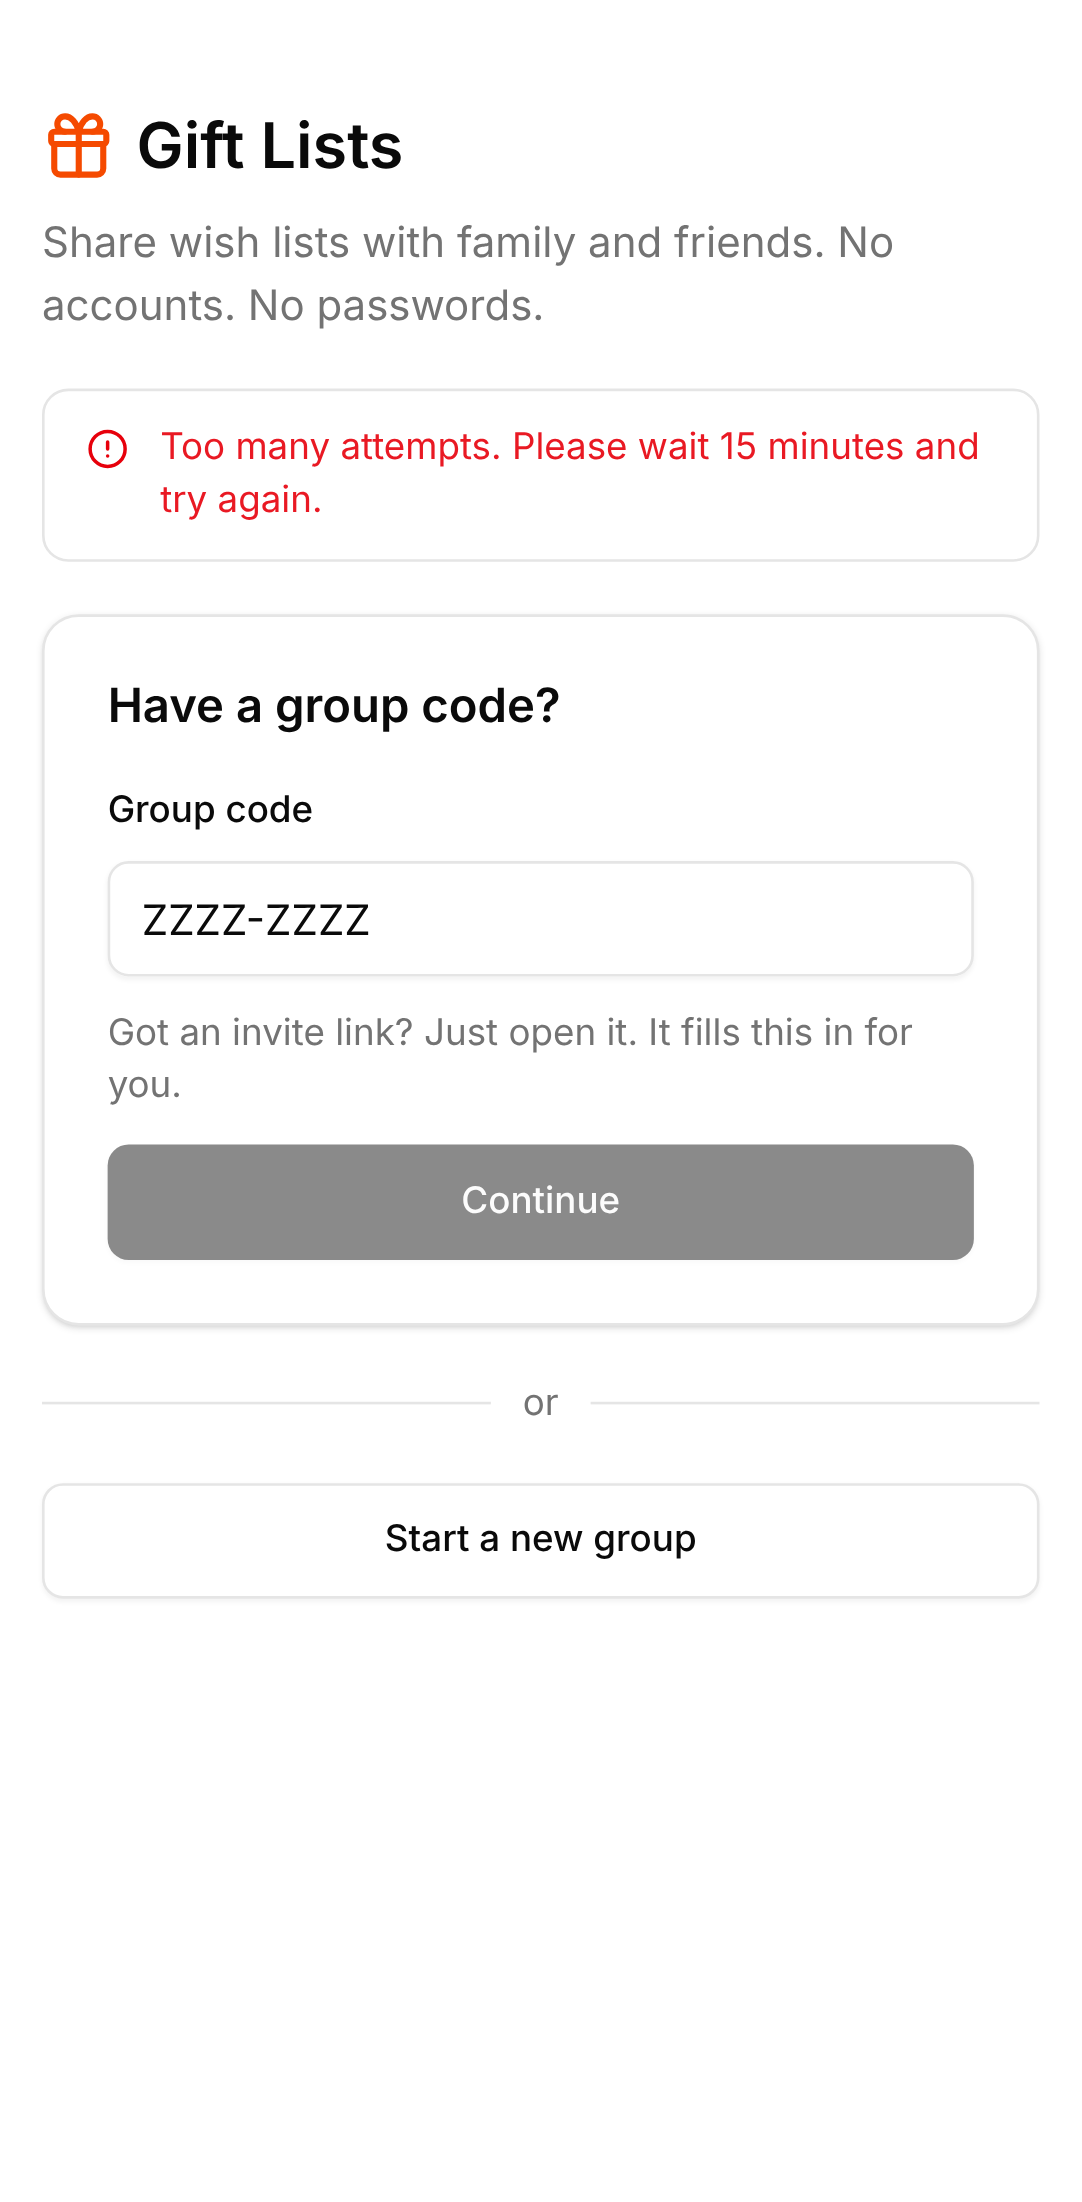 Gift Lists
Share wish lists with family and friends. No
accounts. No passwords.
Too many attempts. Please wait 15 minutes and
try again.
Have a group code?
Group code
ZZZZ-ZZZZ
Got an invite link? Just open it. It fills this in for
you.
Continue
or
Start a new group